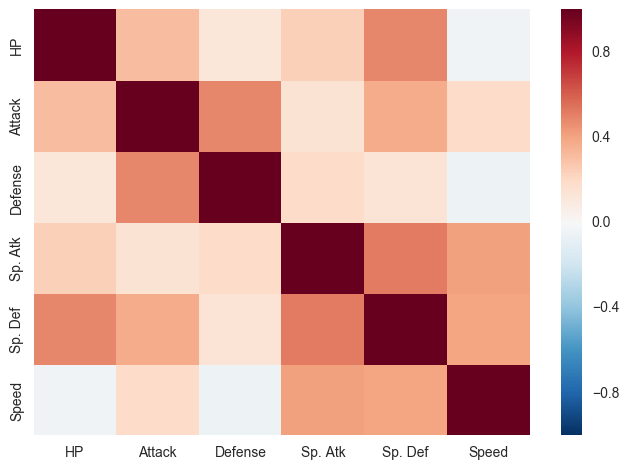 HP
Attack
Defense
Sp. Atk
Sp. Def
Speed
HP Attack Defense Sp. Atk Sp. Def Speed
0.8
0.4
0.0
−0.4
−0.8